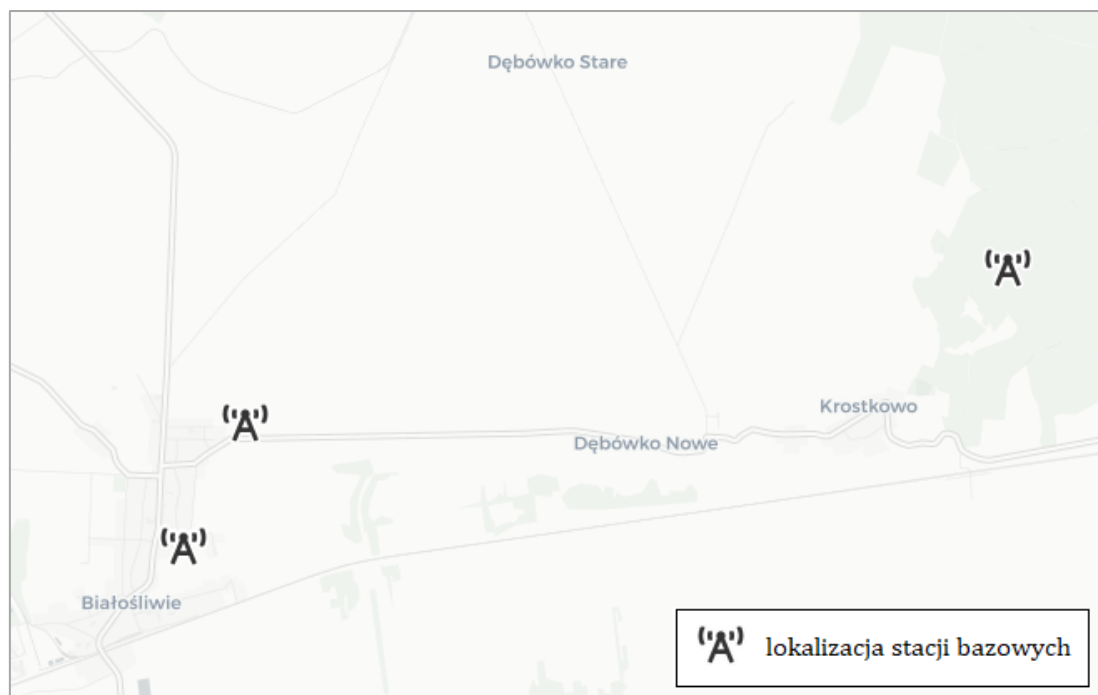 Dębówko Stare
Krostkowo
Dębówko Nowe
Białośliwie
lokalizacja stacji bazowych